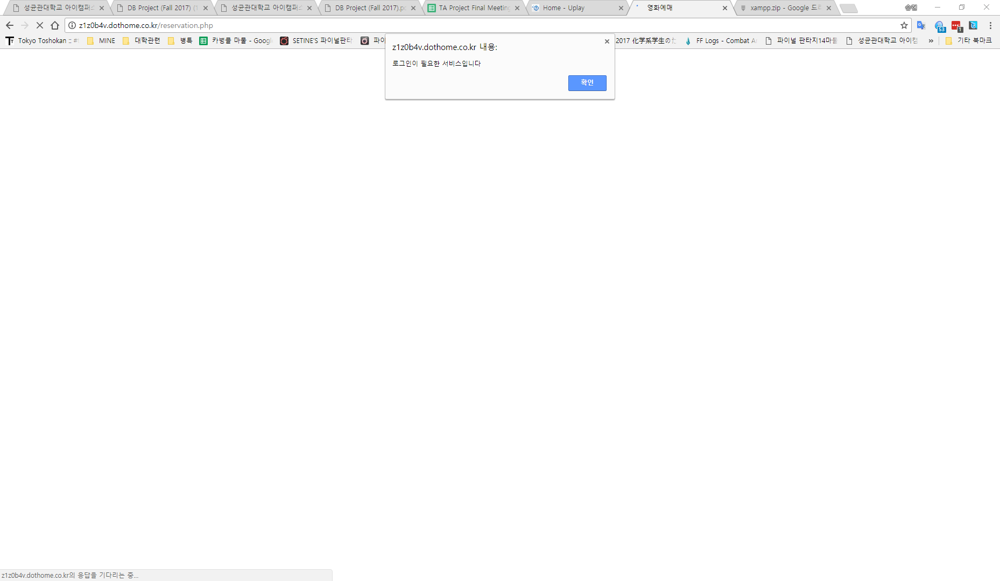 성균관대학교 아이캠퍼스
DB Project (Fall 2017) (1
성균관대학교 아이캠퍼스
DB Project (Fall 2017).pd
TA Project Final Meeting
Home - Uplay
영화예매
xampp.zip - Google 드라
송원
z1z0b4v.dothome.co.kr/reservation.php
53
1
Tokyo Toshokan :: #
MINE
대학관련
병특
카벙클 마물 - Googl
SETINE'S 파이널판타
파이
2017 化学系学生のた
FF Logs - Combat A
파이널 판타지14마물
성균관대학교 아이캠
»
기타 북마크
z1z0b4v.dothome.co.kr 내용:
로그인이 필요한 서비스입니다
확인
z1z0b4v.dothome.co.kr의 응답을 기다리는 중...